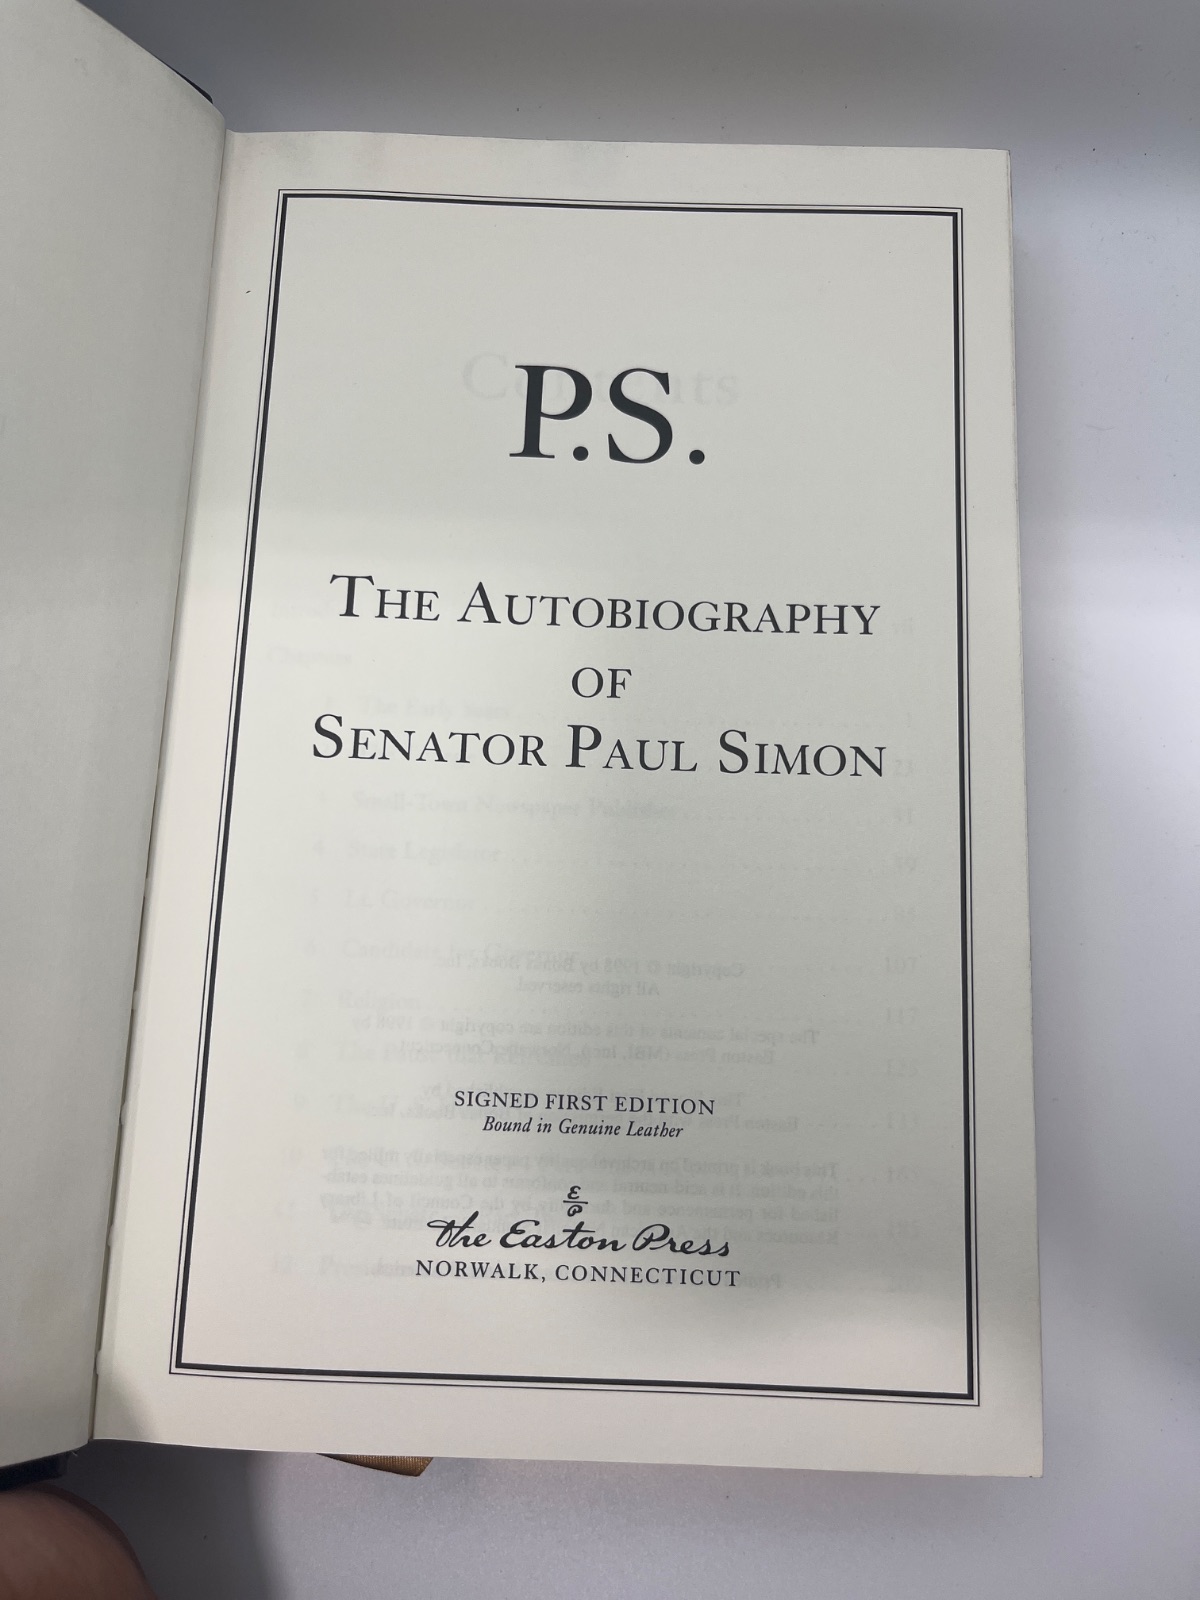 P.S.
THE AUTOBIOGRAPHY
OF
SENATOR PAUL SIMON
SIGNED FIRST EDITION
Bound in Genuine Leather
E
P
The Easton Press
NORWALK, CONNECTICUT